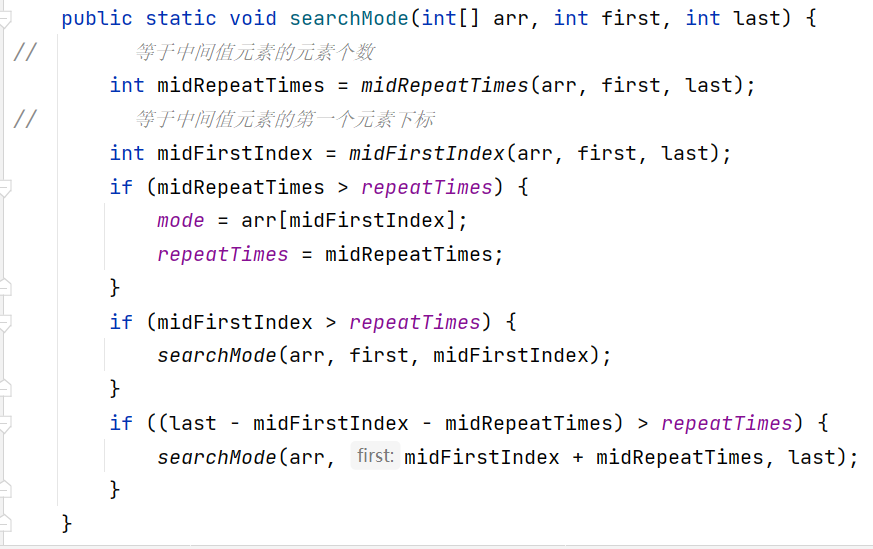 public static void searchMode(int[] arr, int first, int last) {
//        等于中间值元素的元素个数
    int midRepeatTimes = midRepeatTimes(arr, first, last);
//        等于中间值元素的第一个元素下标
    int midFirstIndex = midFirstIndex(arr, first, last);
    if (midRepeatTimes > repeatTimes) {
        mode = arr[midFirstIndex];
        repeatTimes = midRepeatTimes;
    }
    if (midFirstIndex > repeatTimes) {
        searchMode(arr, first, midFirstIndex);
    }
    if ((last - midFirstIndex - midRepeatTimes) > repeatTimes) {
        searchMode(arr, first: midFirstIndex + midRepeatTimes, last);
    }
}